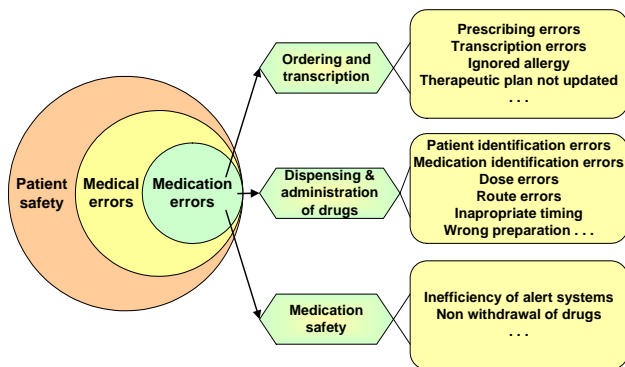 Patient
safety
Medical
errors
Medication
errors
Ordering and
transcription
Prescribing errors
Transcription errors
Ignored allergy
Therapeutic plan not updated
. . .
Dispensing &
administration
of drugs
Patient identification errors
Medication identification errors
Dose errors
Route errors
Inapropriate timing
Wrong preparation . . .
Medication
safety
Inefficiency of alert systems
Non withdrawal of drugs
. . .